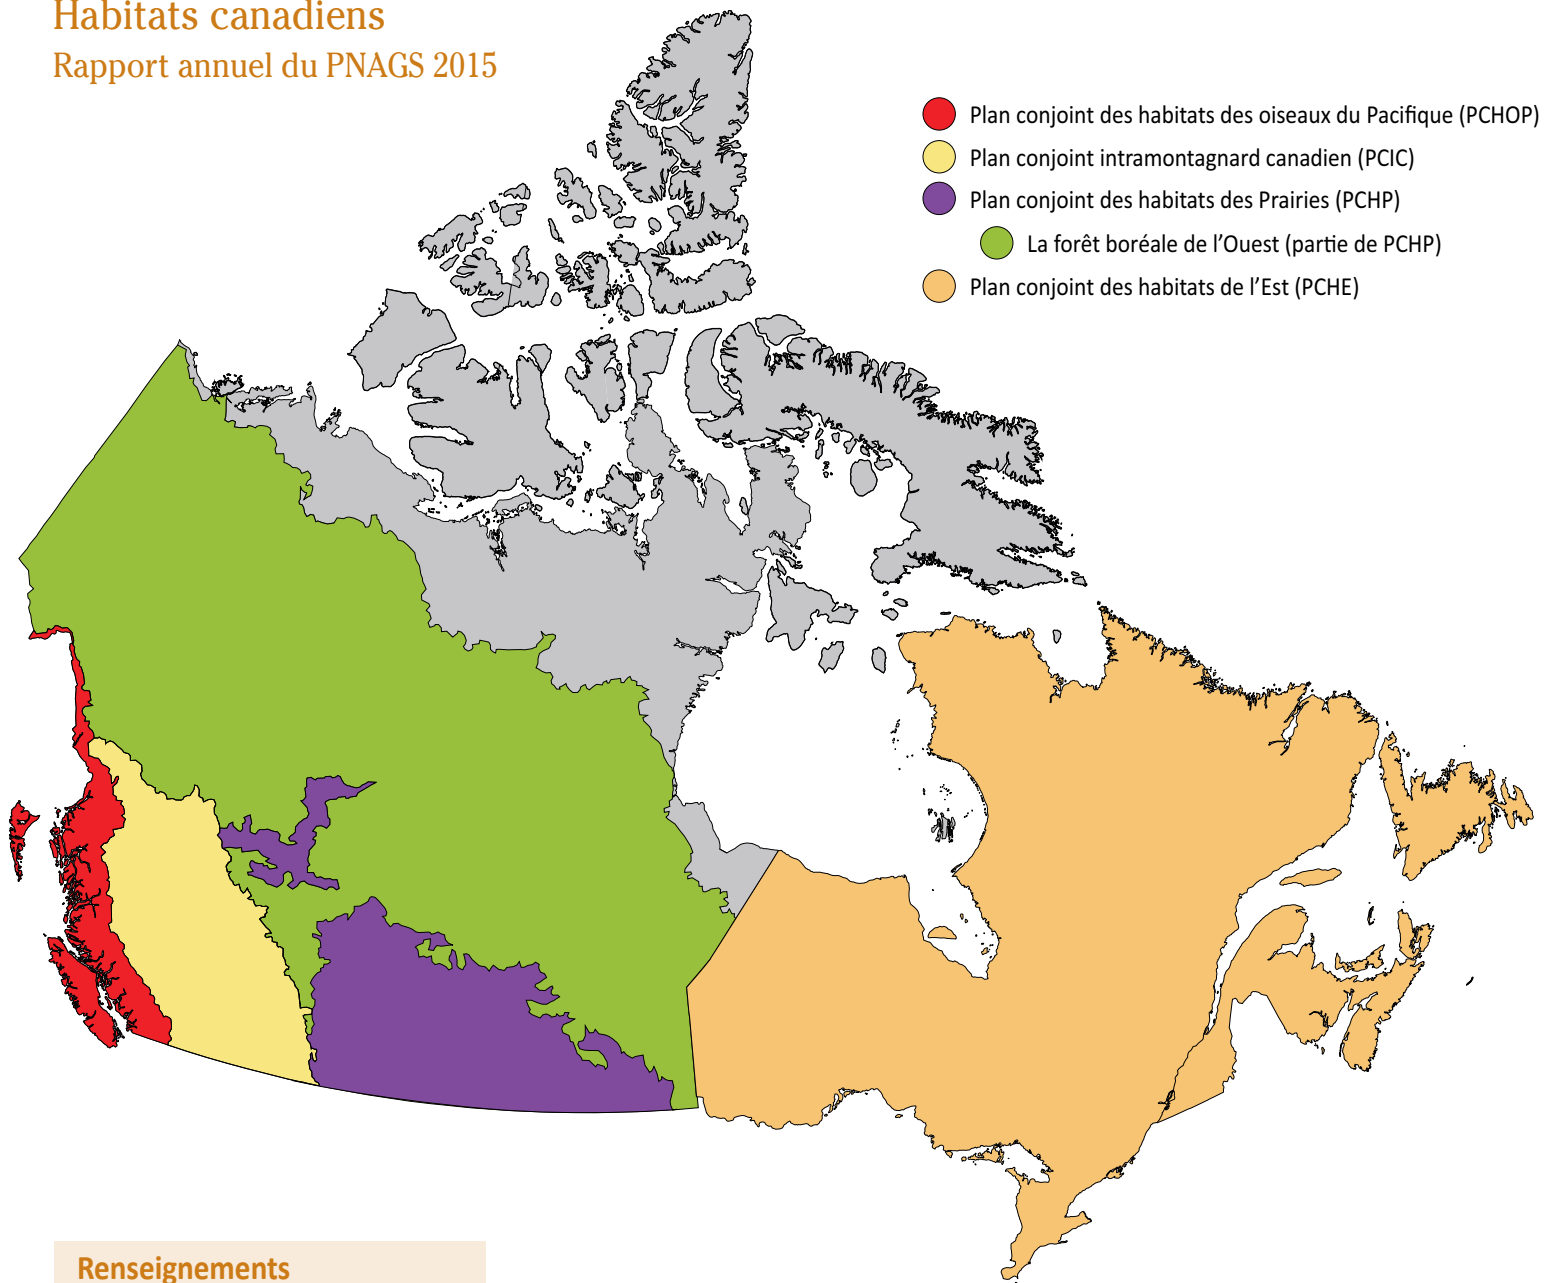 Habitats canadiens
Rapport annuel du PNAGS 2015
Plan conjoint des habitats des oiseaux du Pacifique (PCHOP)
Plan conjoint intramontagnard canadien (PCIC)
Plan conjoint des habitats des Prairies (PCHP)
La forêt boréale de l’Ouest (partie de PCHP)
Plan conjoint des habitats de l’Est (PCHE)
Renseignements